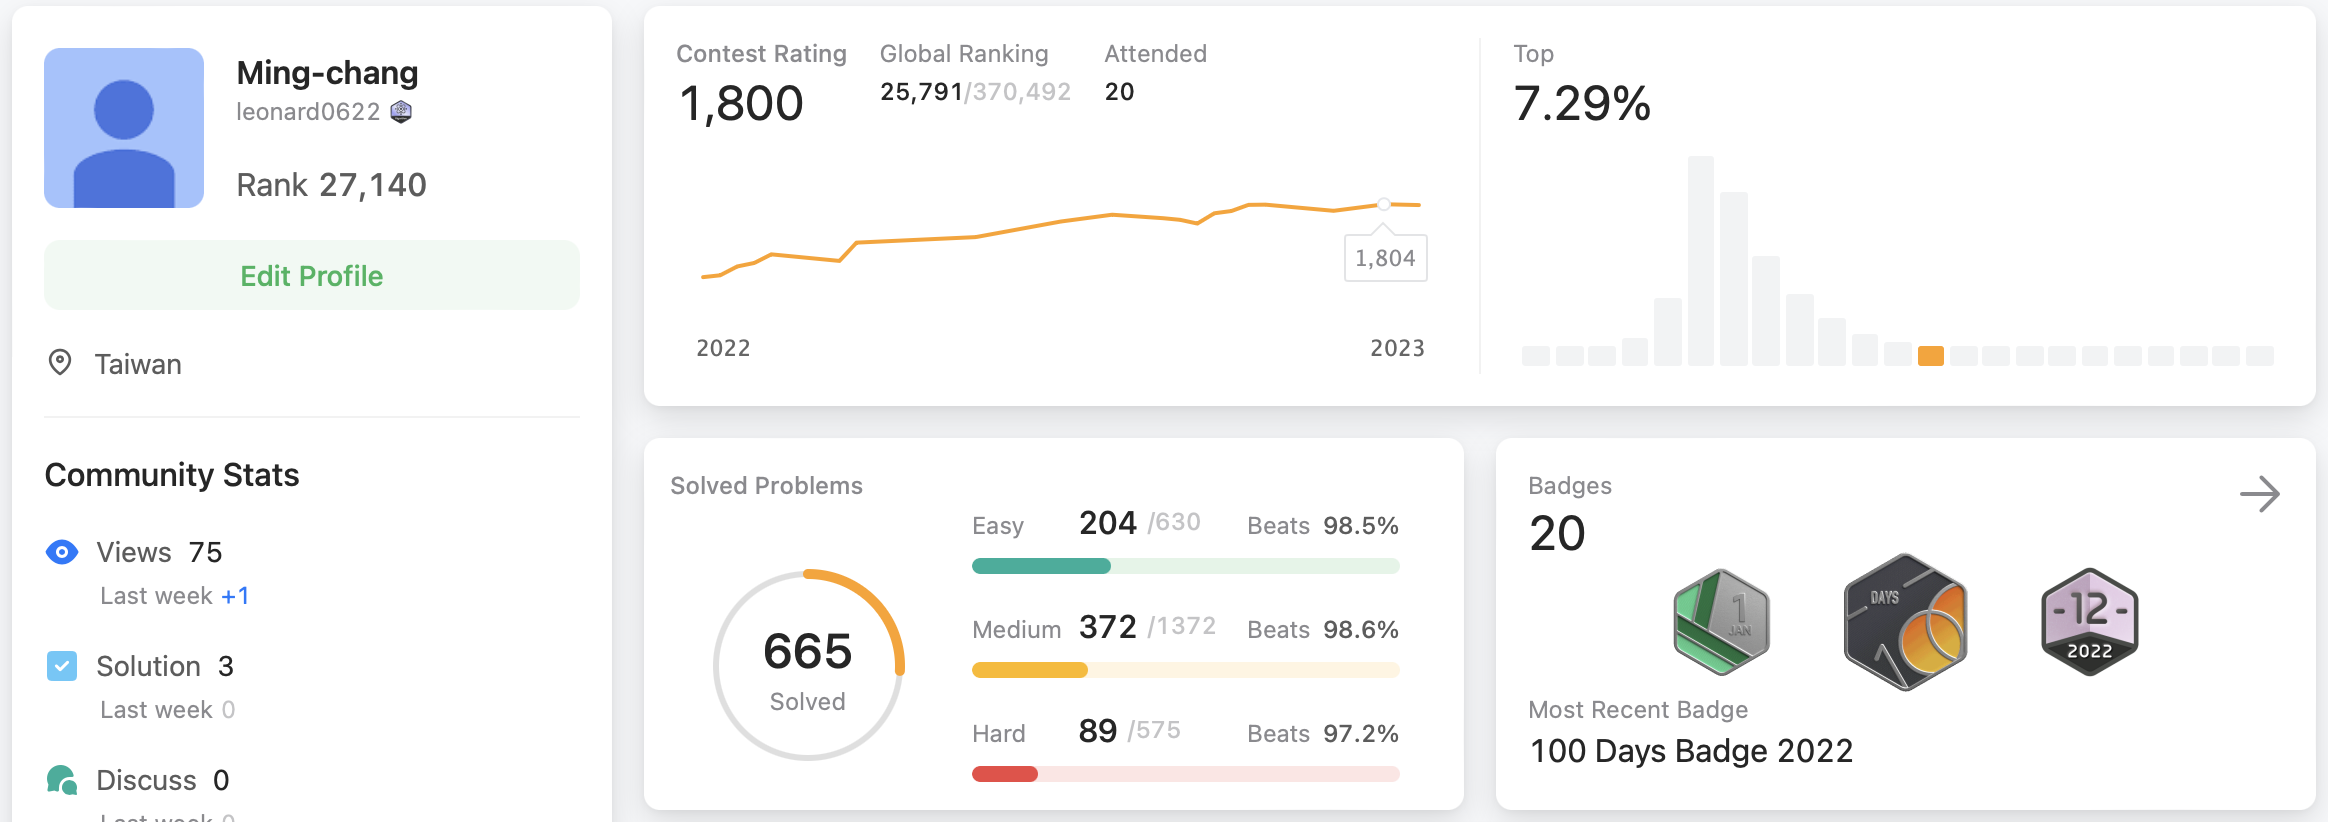 Ming-chang
leonard0622
Rank 27,140
Edit Profile
Taiwan
Community Stats
Views 75
Last week +1
Solution 3
Last week 0
Discuss 0
Last week 0
Contest Rating
1,800
Global Ranking
25,791/370,492
Attended
20
1,804
2022 2023
Top
7.29%
Solved Problems
665
Solved
Easy 204 /630 Beats 98.5%
Medium 372 /1372 Beats 98.6%
Hard 89 /575 Beats 97.2%
Badges
20
1
JAN
DAYS
100
-12-
2022
Most Recent Badge
100 Days Badge 2022